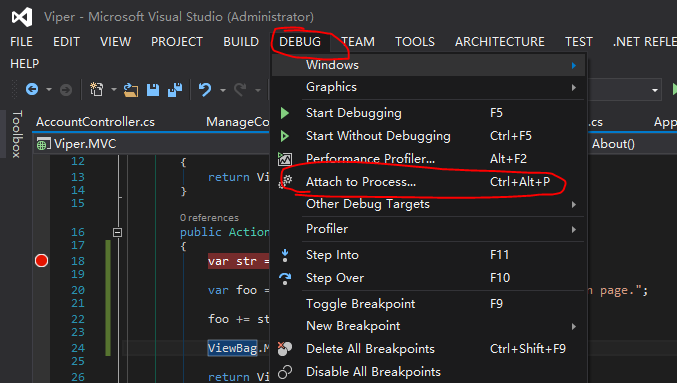 Viper - Microsoft Visual Studio (Administrator)
FILE EDIT VIEW PROJECT BUILD DEBUG TEAM TOOLS ARCHITECTURE TEST .NET REFLE
HELP
Windows
Graphics
Start Debugging F5
Start Without Debugging Ctrl+F5
Performance Profiler... Alt+F2
Attach to Process... Ctrl+Alt+P
Other Debug Targets
Profiler
Step Into F11
Step Over F10
Toggle Breakpoint F9
New Breakpoint
Delete All Breakpoints Ctrl+Shift+F9
Disable All Breakpoints
Toolbox
AccountController.cs ManageCo .cs App
Viper.MVC About()
12 {
13 return Vi
14 }
15
0 references
16 public Action
17 {
18 var str =
19
20 var foo = n page.";
21
22 foo += st
23
24 ViewBag.M
25
26 return Vi